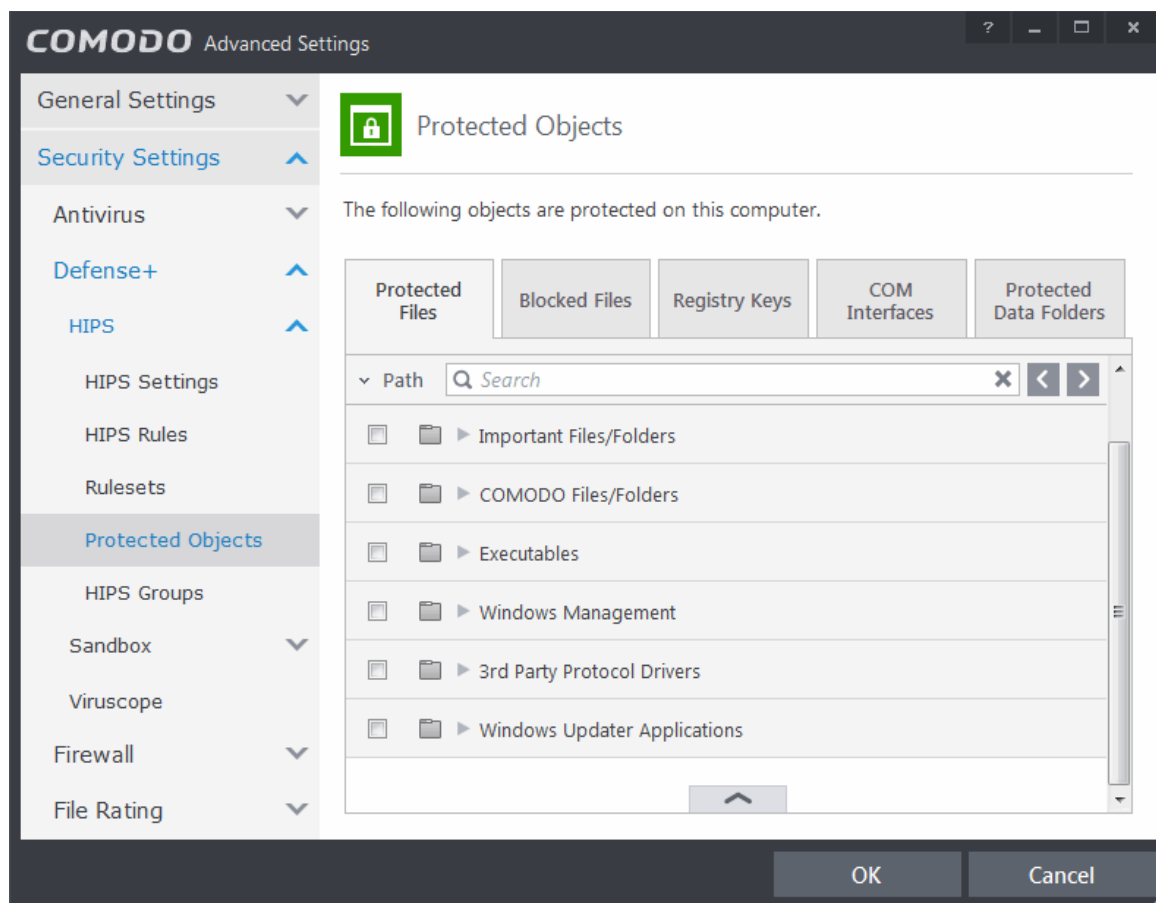 COMODO Advanced Settings
?
General Settings
Security Settings
Antivirus
Defense+
HIPS
HIPS Settings
HIPS Rules
Rulesets
Protected Objects
HIPS Groups
Sandbox
Viruscope
Firewall
File Rating
Protected Objects
The following objects are protected on this computer.
Protected
Files
Blocked Files
Registry Keys
COM
Interfaces
Protected
Data Folders
Path
Search
Important Files/Folders
COMODO Files/Folders
Executables
Windows Management
3rd Party Protocol Drivers
Windows Updater Applications
OK
Cancel